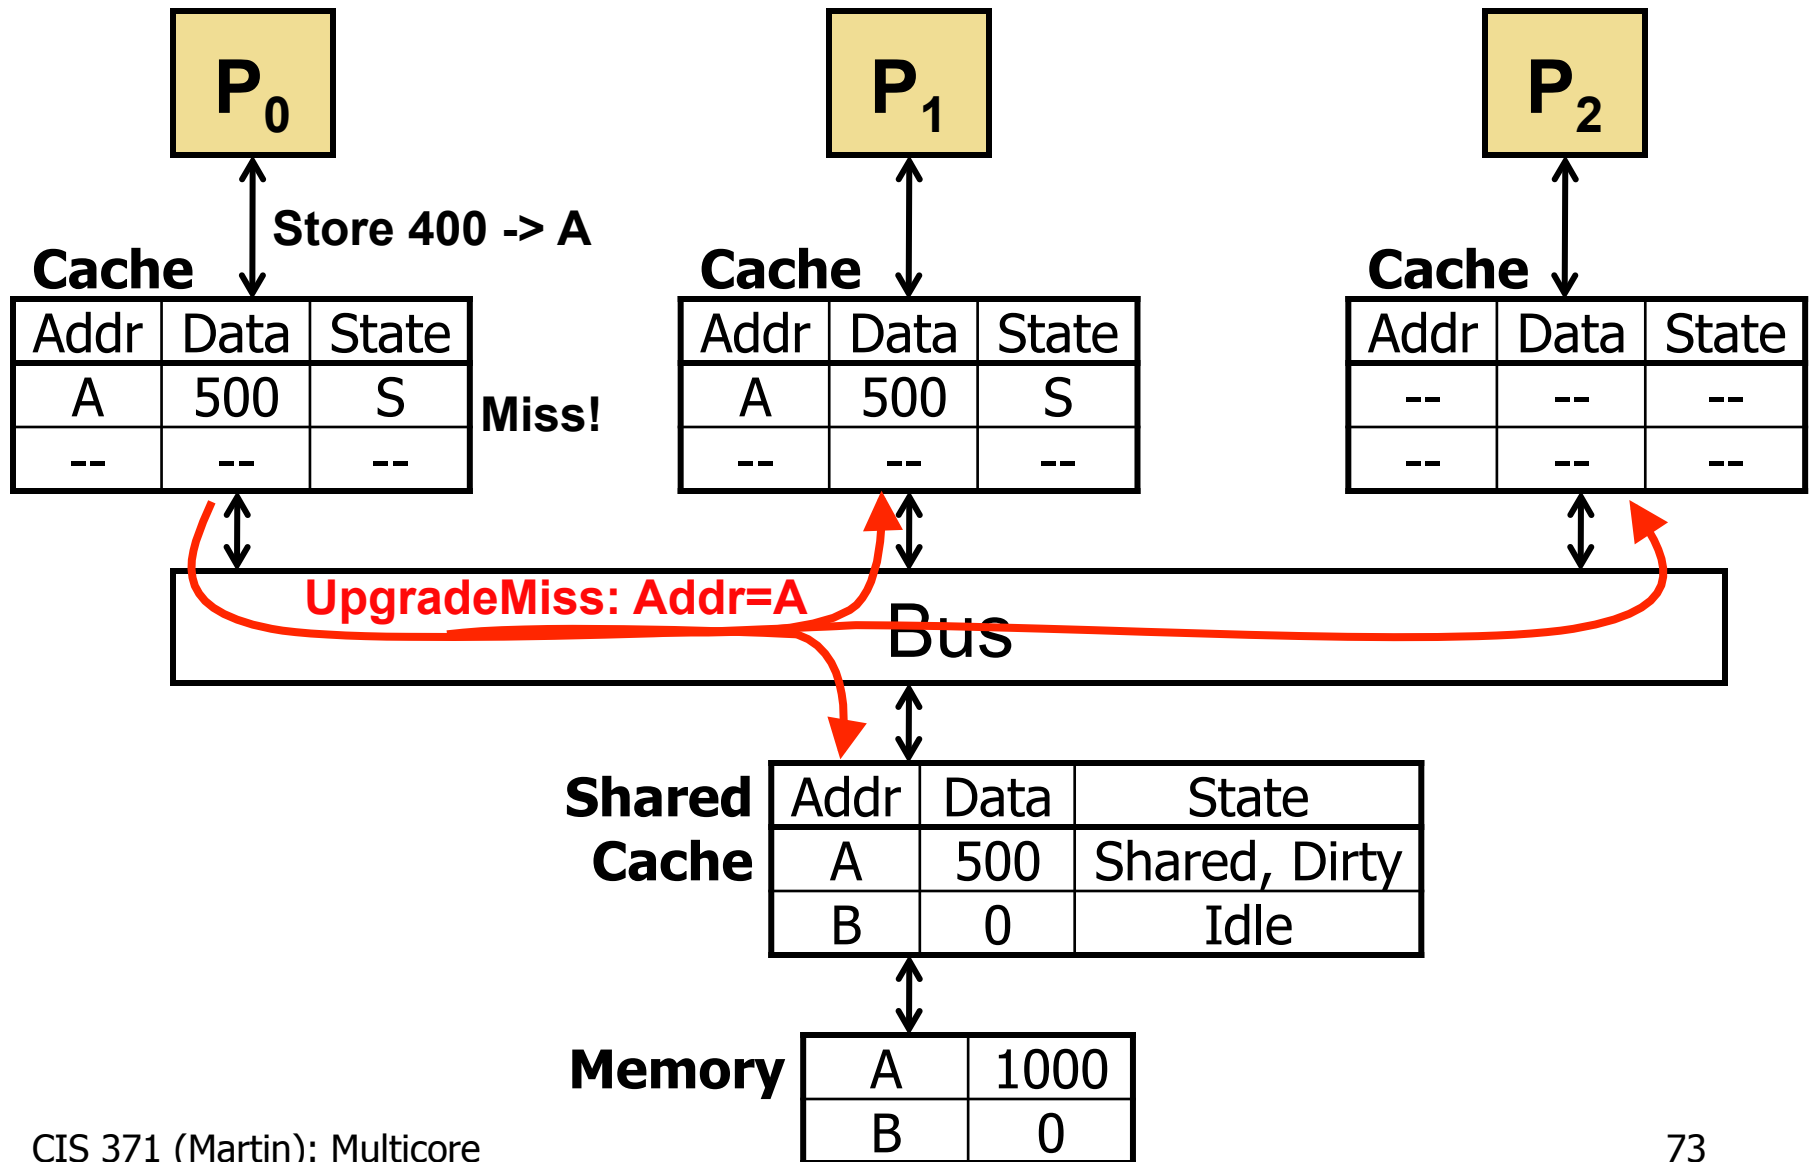 P0 P1 P2
Store 400 -> A
Cache Cache Cache
Addr Data State Addr Data State Addr Data State
A 500 S Miss! A 500 S -- -- --
-- -- -- -- -- -- -- -- --
UpgradeMiss: Addr=A
Bus
Shared Addr Data State
Cache A 500 Shared, Dirty
B 0 Idle
Memory A 1000
B 0
CIS 371 (Martin): Multicore 73